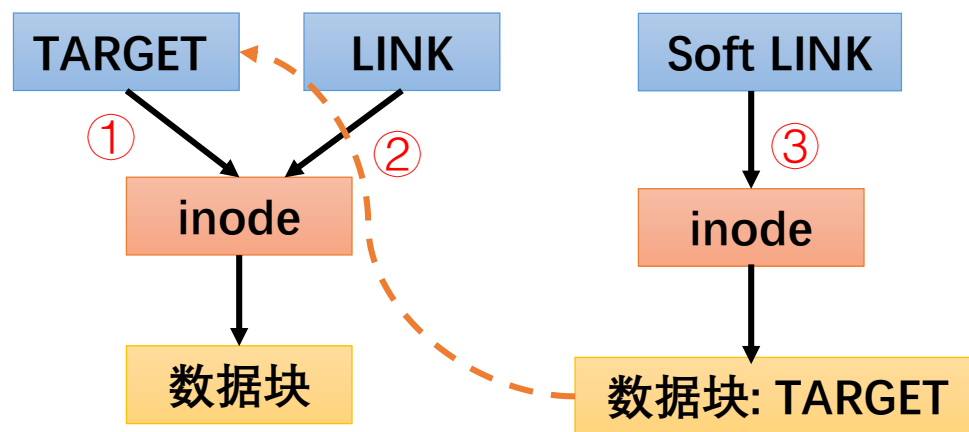 TARGET
LINK
Soft LINK
①
②
③
inode
inode
数据块
数据块: TARGET